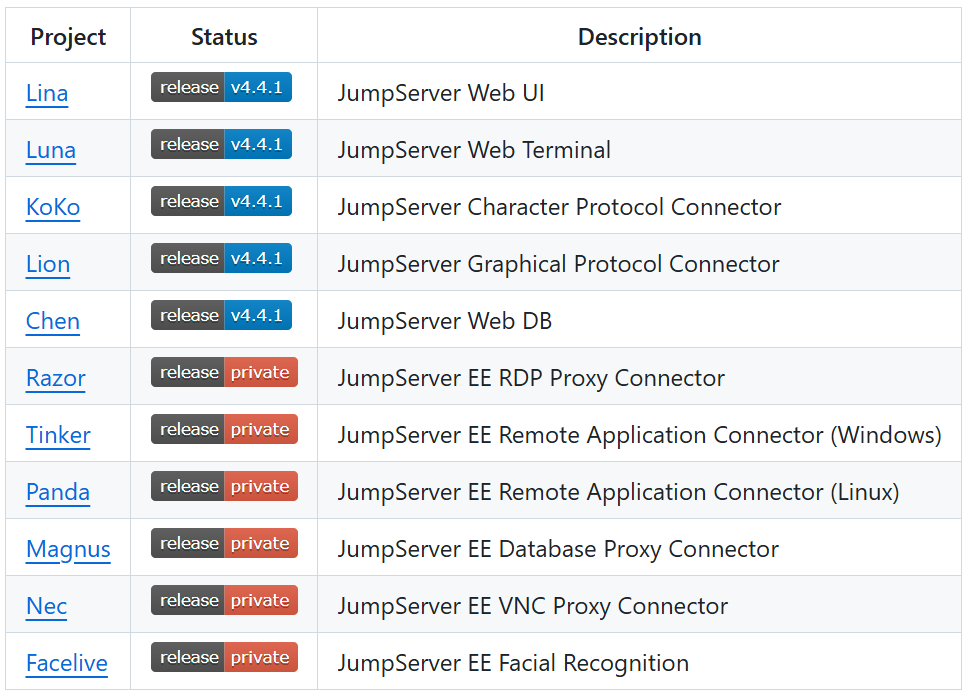 Project Status Description
Lina release v4.4.1 JumpServer Web UI
Luna release v4.4.1 JumpServer Web Terminal
KoKo release v4.4.1 JumpServer Character Protocol Connector
Lion release v4.4.1 JumpServer Graphical Protocol Connector
Chen release v4.4.1 JumpServer Web DB
Razor release private JumpServer EE RDP Proxy Connector
Tinker release private JumpServer EE Remote Application Connector (Windows)
Panda release private JumpServer EE Remote Application Connector (Linux)
Magnus release private JumpServer EE Database Proxy Connector
Nec release private JumpServer EE VNC Proxy Connector
Facelive release private JumpServer EE Facial Recognition